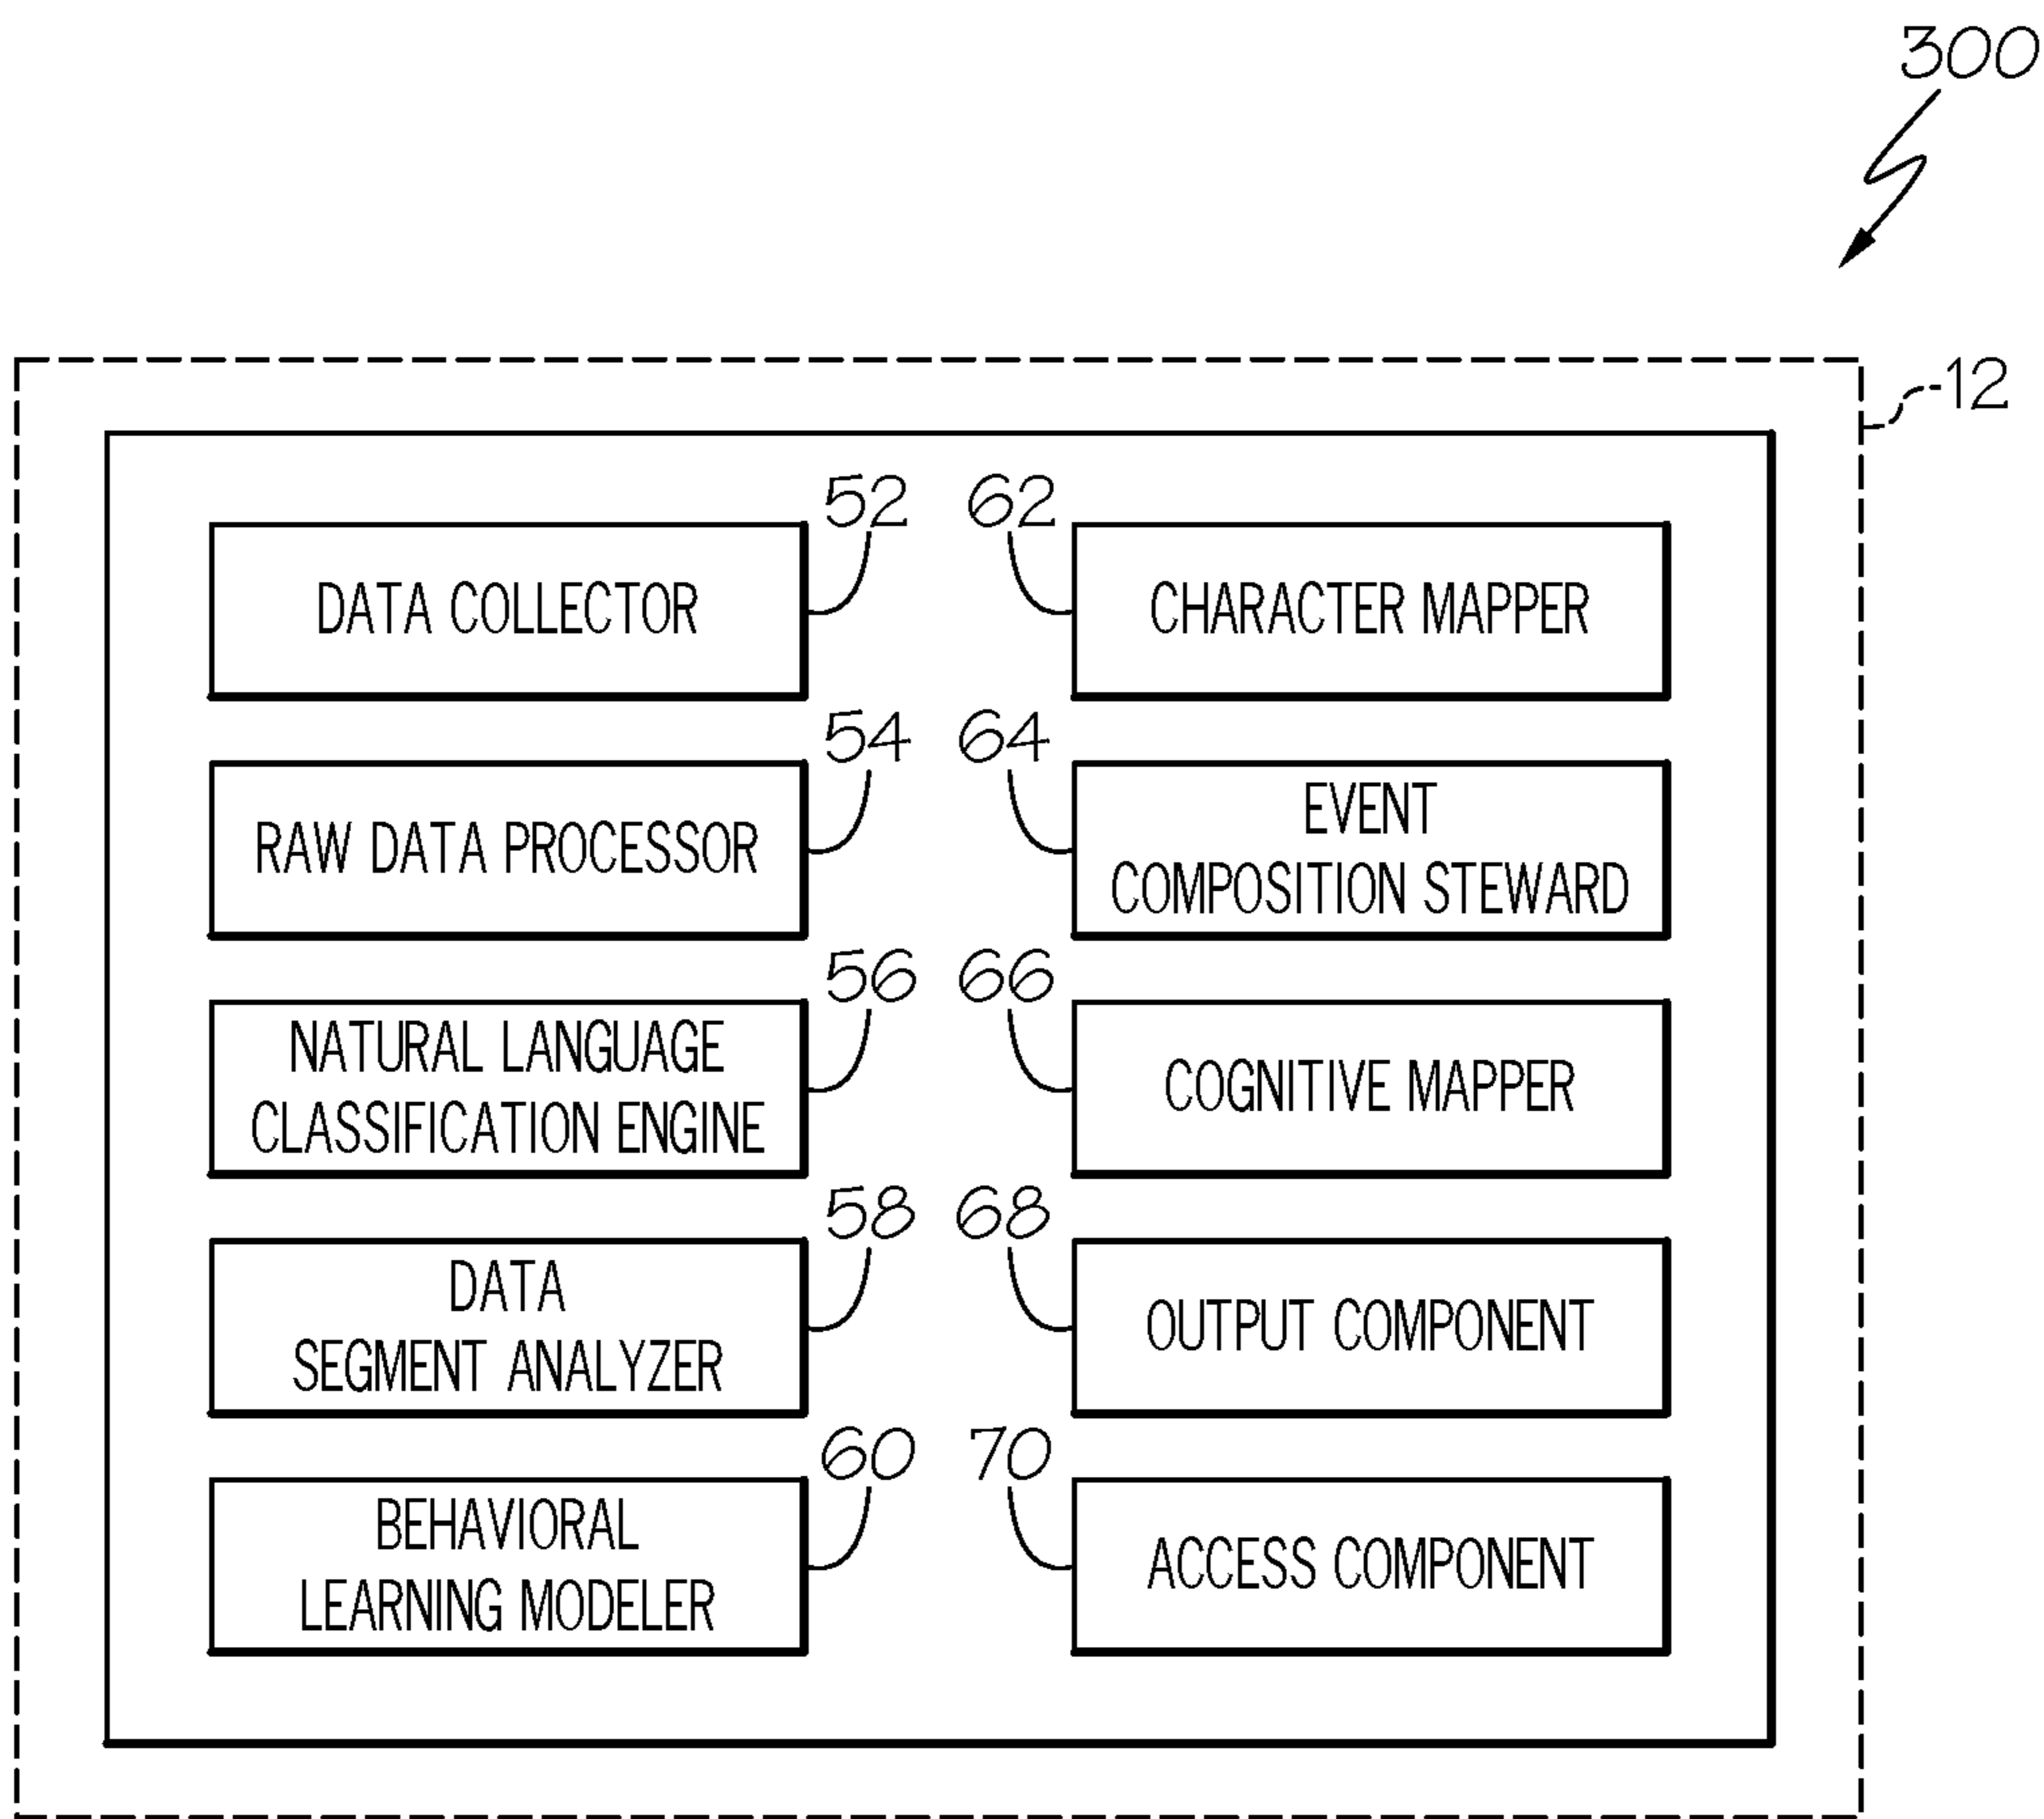 300
12
52 62
DATA COLLECTOR CHARACTER MAPPER
54 64
RAW DATA PROCESSOR EVENT
COMPOSITION STEWARD
56 66
NATURAL LANGUAGE
CLASSIFICATION ENGINE COGNITIVE MAPPER
58 68
DATA
SEGMENT ANALYZER OUTPUT COMPONENT
60 70
BEHAVIORAL
LEARNING MODELER ACCESS COMPONENT